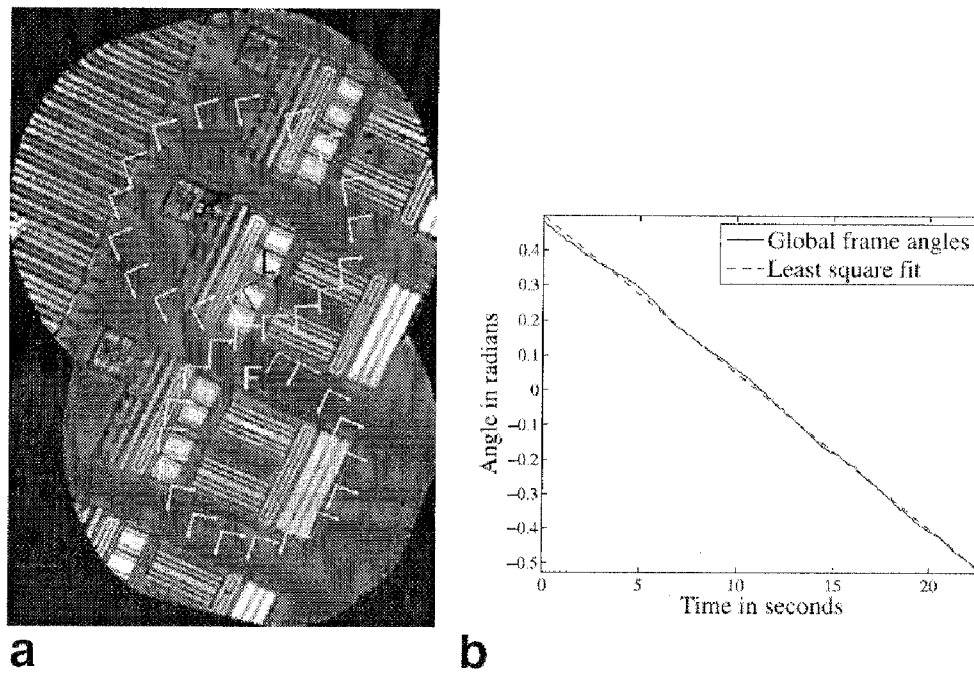 L
I
F
a
Global frame angles
Least square fit
Angle in radians
0.4
0.3
0.2
0.1
0
−0.1
−0.2
−0.3
−0.4
−0.5
0 5 10 15 20
Time in seconds
b